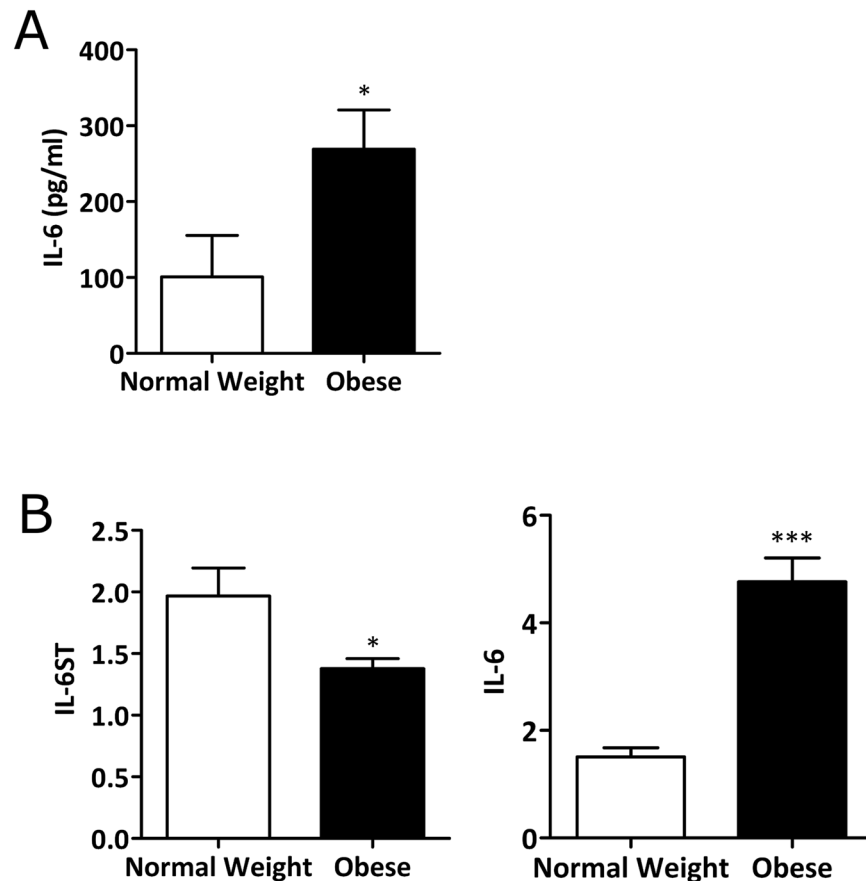 A
400
300
200
100
0
IL-6 (pg/ml)
*
Normal Weight Obese
B
2.5
2.0
1.5
1.0
0.5
0.0
IL-6ST
*
Normal Weight Obese
6
4
2
0
IL-6
***
Normal Weight Obese